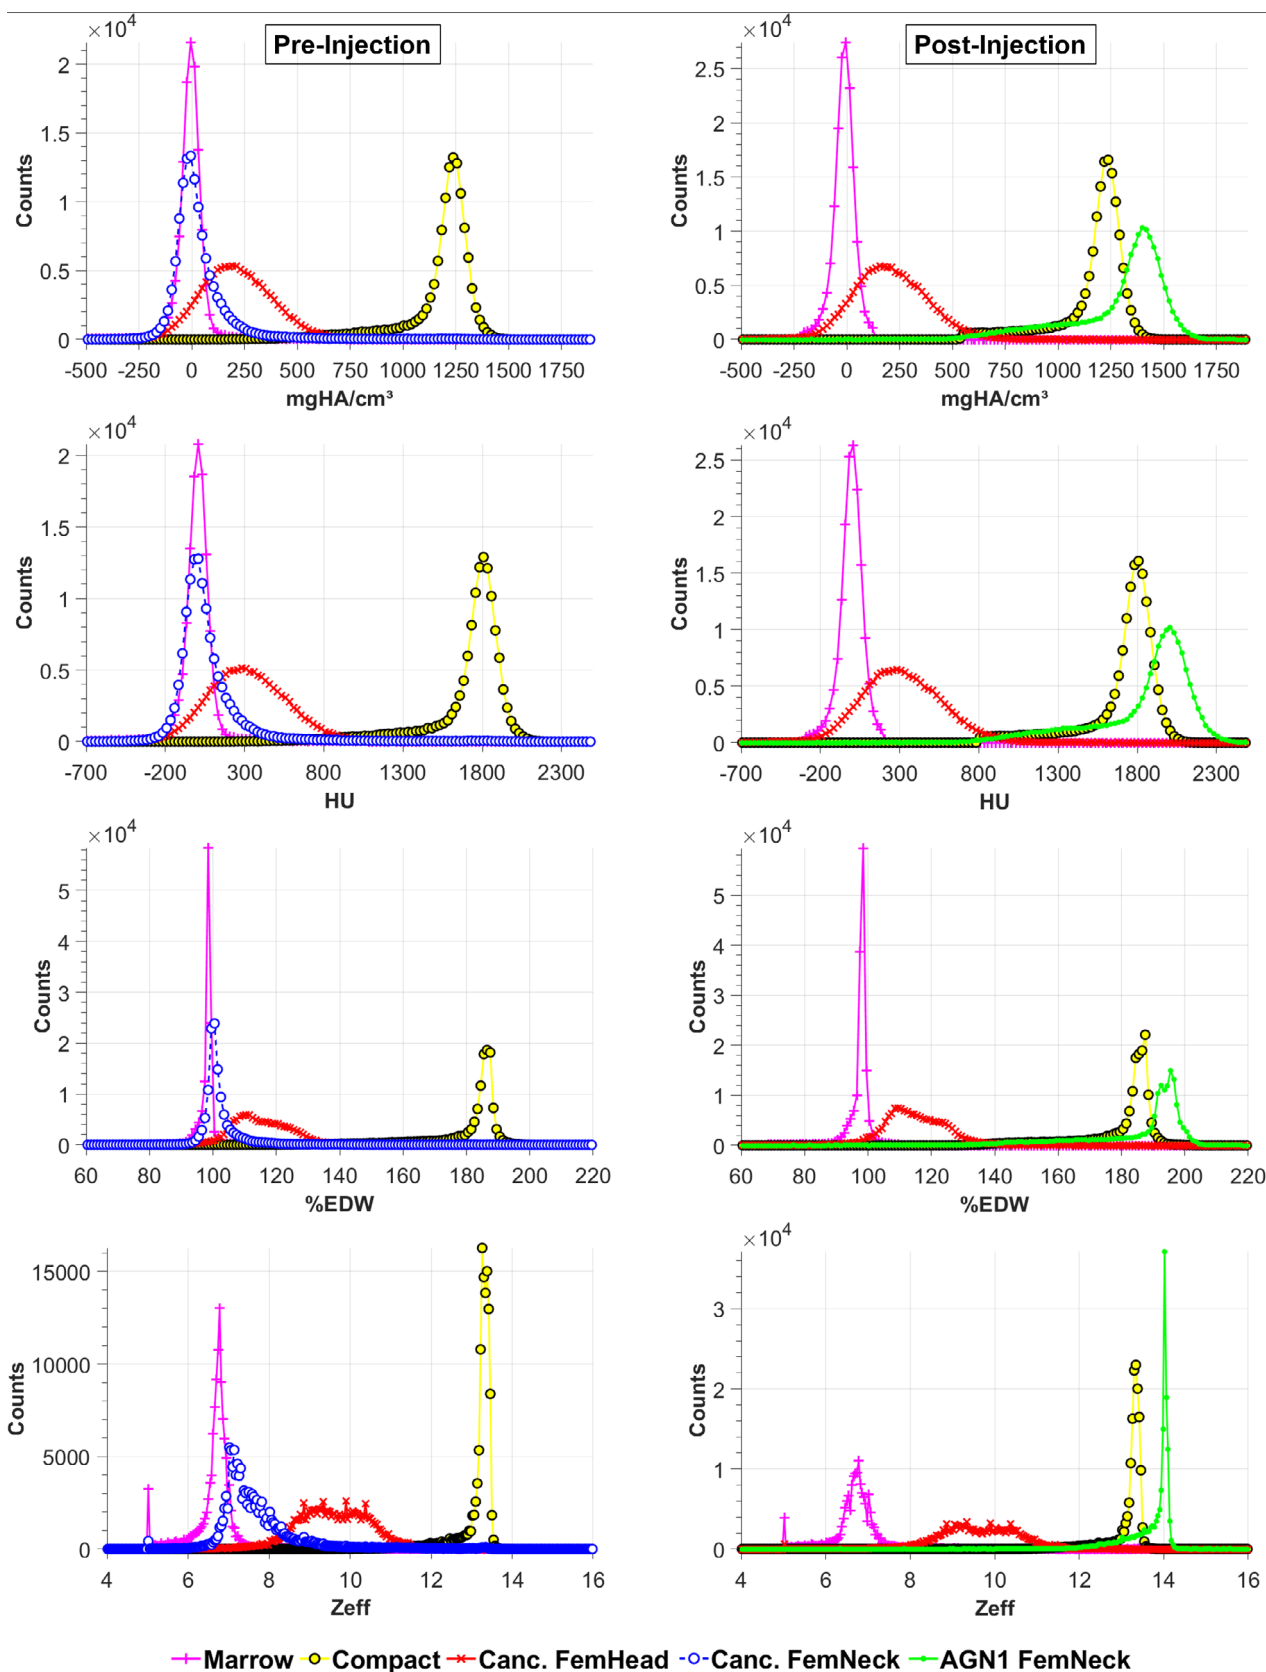 ×10⁴
Pre-Injection
2
1.5
1
0.5
0
Counts
-500 -250 0 250 500 750 1000 1250 1500 1750
mgHA/cm³
×10⁴
Post-Injection
2.5
2
1.5
1
0.5
0
Counts
-500 -250 0 250 500 750 1000 1250 1500 1750
mgHA/cm³
×10⁴
2
1.5
1
0.5
0
Counts
-700 -200 300 800 1300 1800 2300
HU
×10⁴
2.5
2
1.5
1
0.5
0
Counts
-700 -200 300 800 1300 1800 2300
HU
×10⁴
5
4
3
2
1
0
Counts
60 80 100 120 140 160 180 200 220
%EDW
×10⁴
5
4
3
2
1
0
Counts
60 80 100 120 140 160 180 200 220
%EDW
15000
10000
5000
0
Counts
4 6 8 10 12 14 16
Zeff
×10⁴
3
2
1
0
Counts
4 6 8 10 12 14 16
Zeff
Marrow Compact Canc. FemHead Canc. FemNeck AGN1 FemNeck